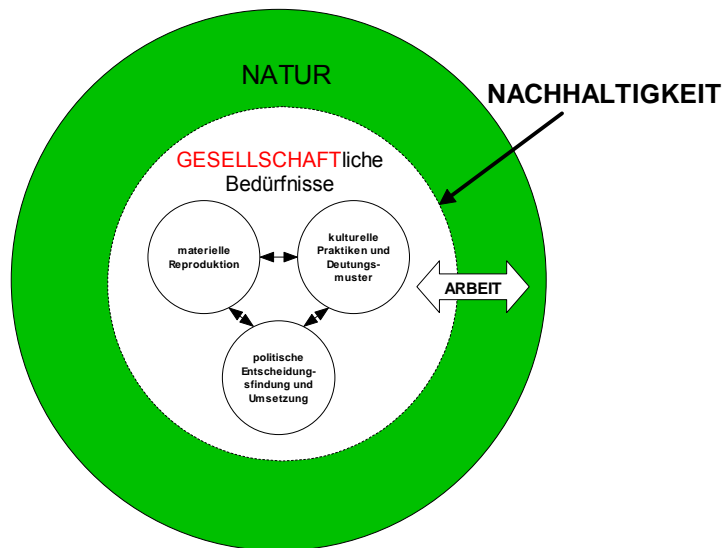 NATUR
NACHHALTIGKEIT
GESELLSCHAFTliche
Bedürfnisse
materielle
Reproduktion
kulturelle
Praktiken und
Deutungs-
muster
ARBEIT
politische
Entscheidung-
sfindung und
Umsetzung